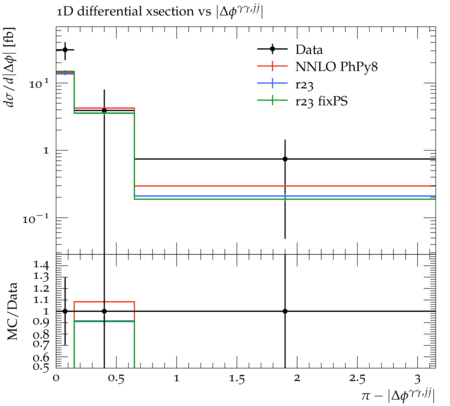 1D differential xsection vs |Δϕ^γγ,jj|
dσ/d|Δϕ| [fb]
Data
NNLO PhPy8
r23
r23 fixPS
10^1
1
10^−1
MC/Data
1.4
1.3
1.2
1.1
1
0.9
0.8
0.7
0.6
0.5
0 0.5 1 1.5 2 2.5 3
π − |Δϕ^γγ,jj|